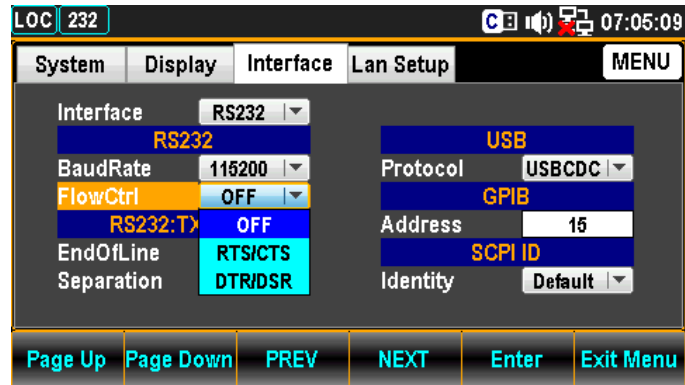 LOC 232 C 07:05:09
System Display Interface Lan Setup MENU
Interface RS232
RS232 USB
BaudRate 115200 Protocol USBCDC
FlowCtrl OFF GPIB
RS232:TX OFF Address 15
EndOfLine RTS/CTS SCPI ID
Separation DTR/DSR Identity Default
Page Up Page Down PREV NEXT Enter Exit Menu